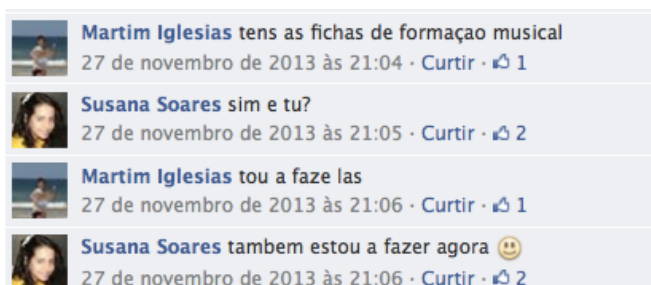 Martim Iglesias tens as fichas de formaçao musical
27 de novembro de 2013 às 21:04 · Curtir · 1
Susana Soares sim e tu?
27 de novembro de 2013 às 21:05 · Curtir · 2
Martim Iglesias tou a faze las
27 de novembro de 2013 às 21:06 · Curtir · 1
Susana Soares tambem estou a fazer agora
27 de novembro de 2013 às 21:06 · Curtir · 2